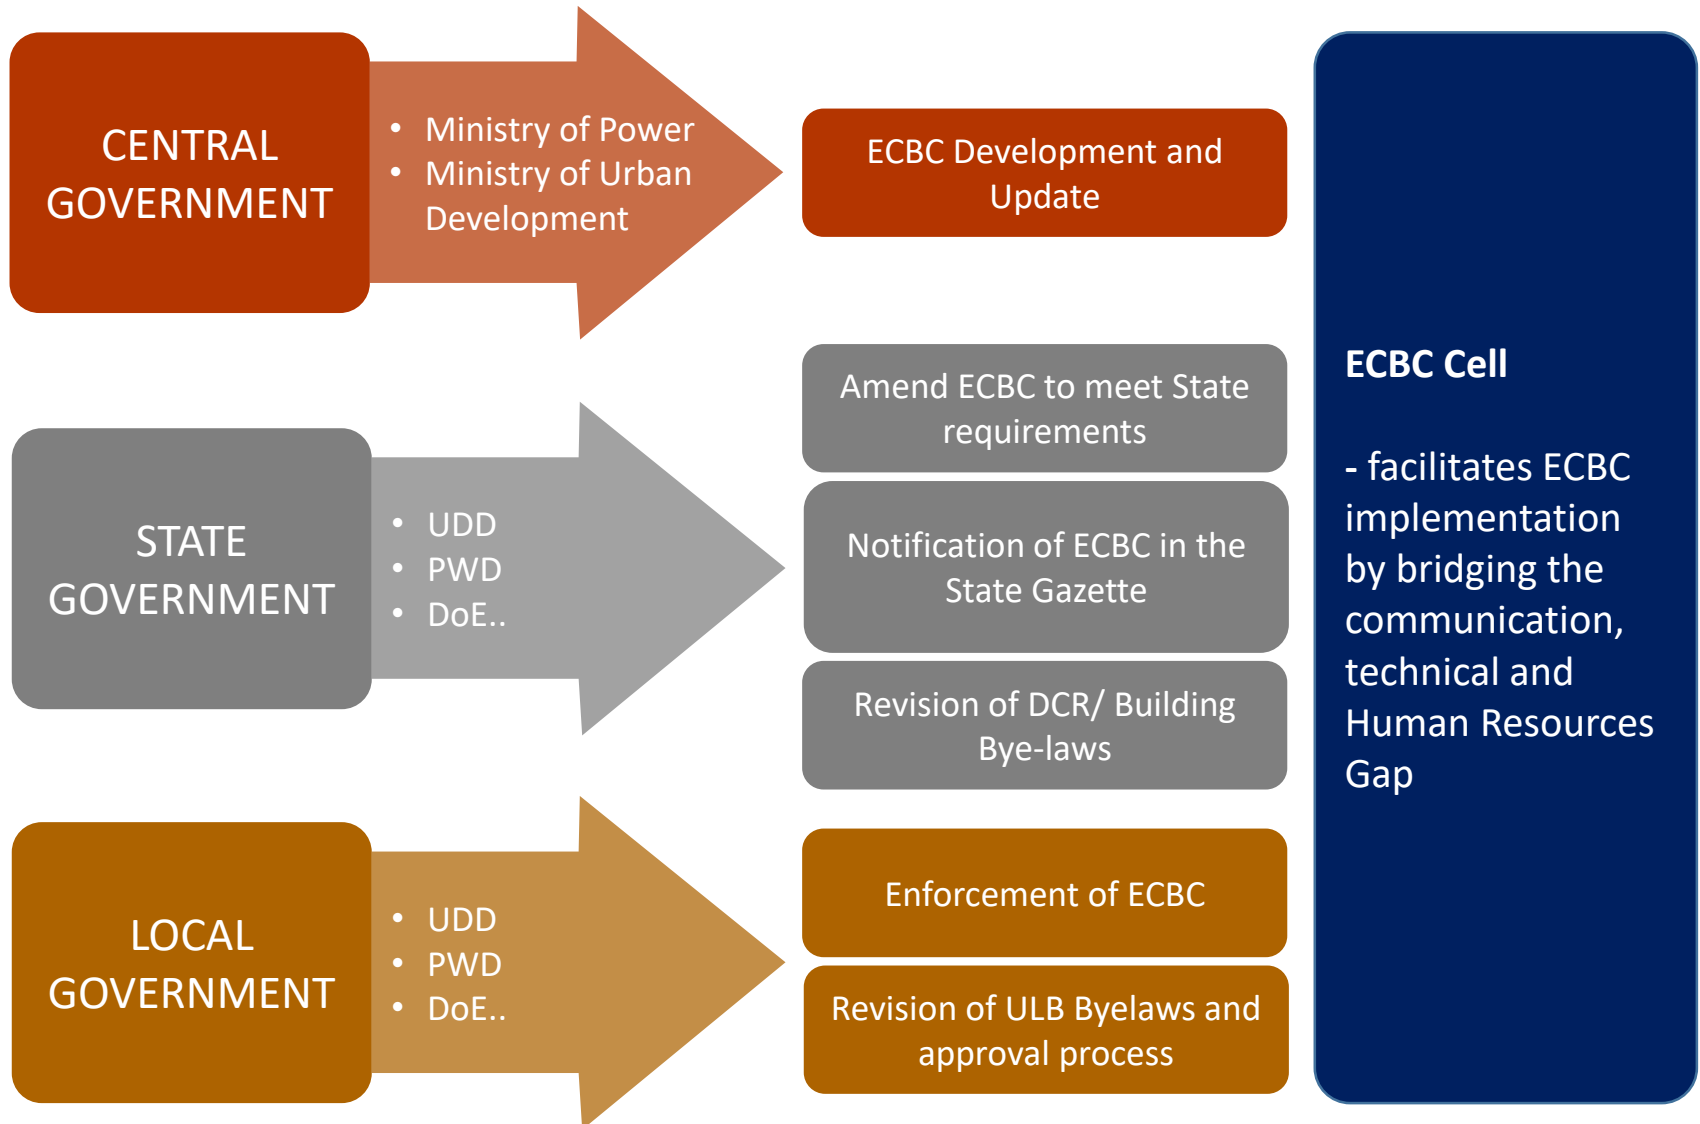 CENTRAL
GOVERNMENT
• Ministry of Power
• Ministry of Urban
Development
ECBC Development and
Update
STATE
GOVERNMENT
• UDD
• PWD
• DoE..
Amend ECBC to meet State
requirements
Notification of ECBC in the
State Gazette
Revision of DCR/ Building
Bye-laws
LOCAL
GOVERNMENT
• UDD
• PWD
• DoE..
Enforcement of ECBC
Revision of ULB Byelaws and
approval process
ECBC Cell
- facilitates ECBC
implementation
by bridging the
communication,
technical and
Human Resources
Gap